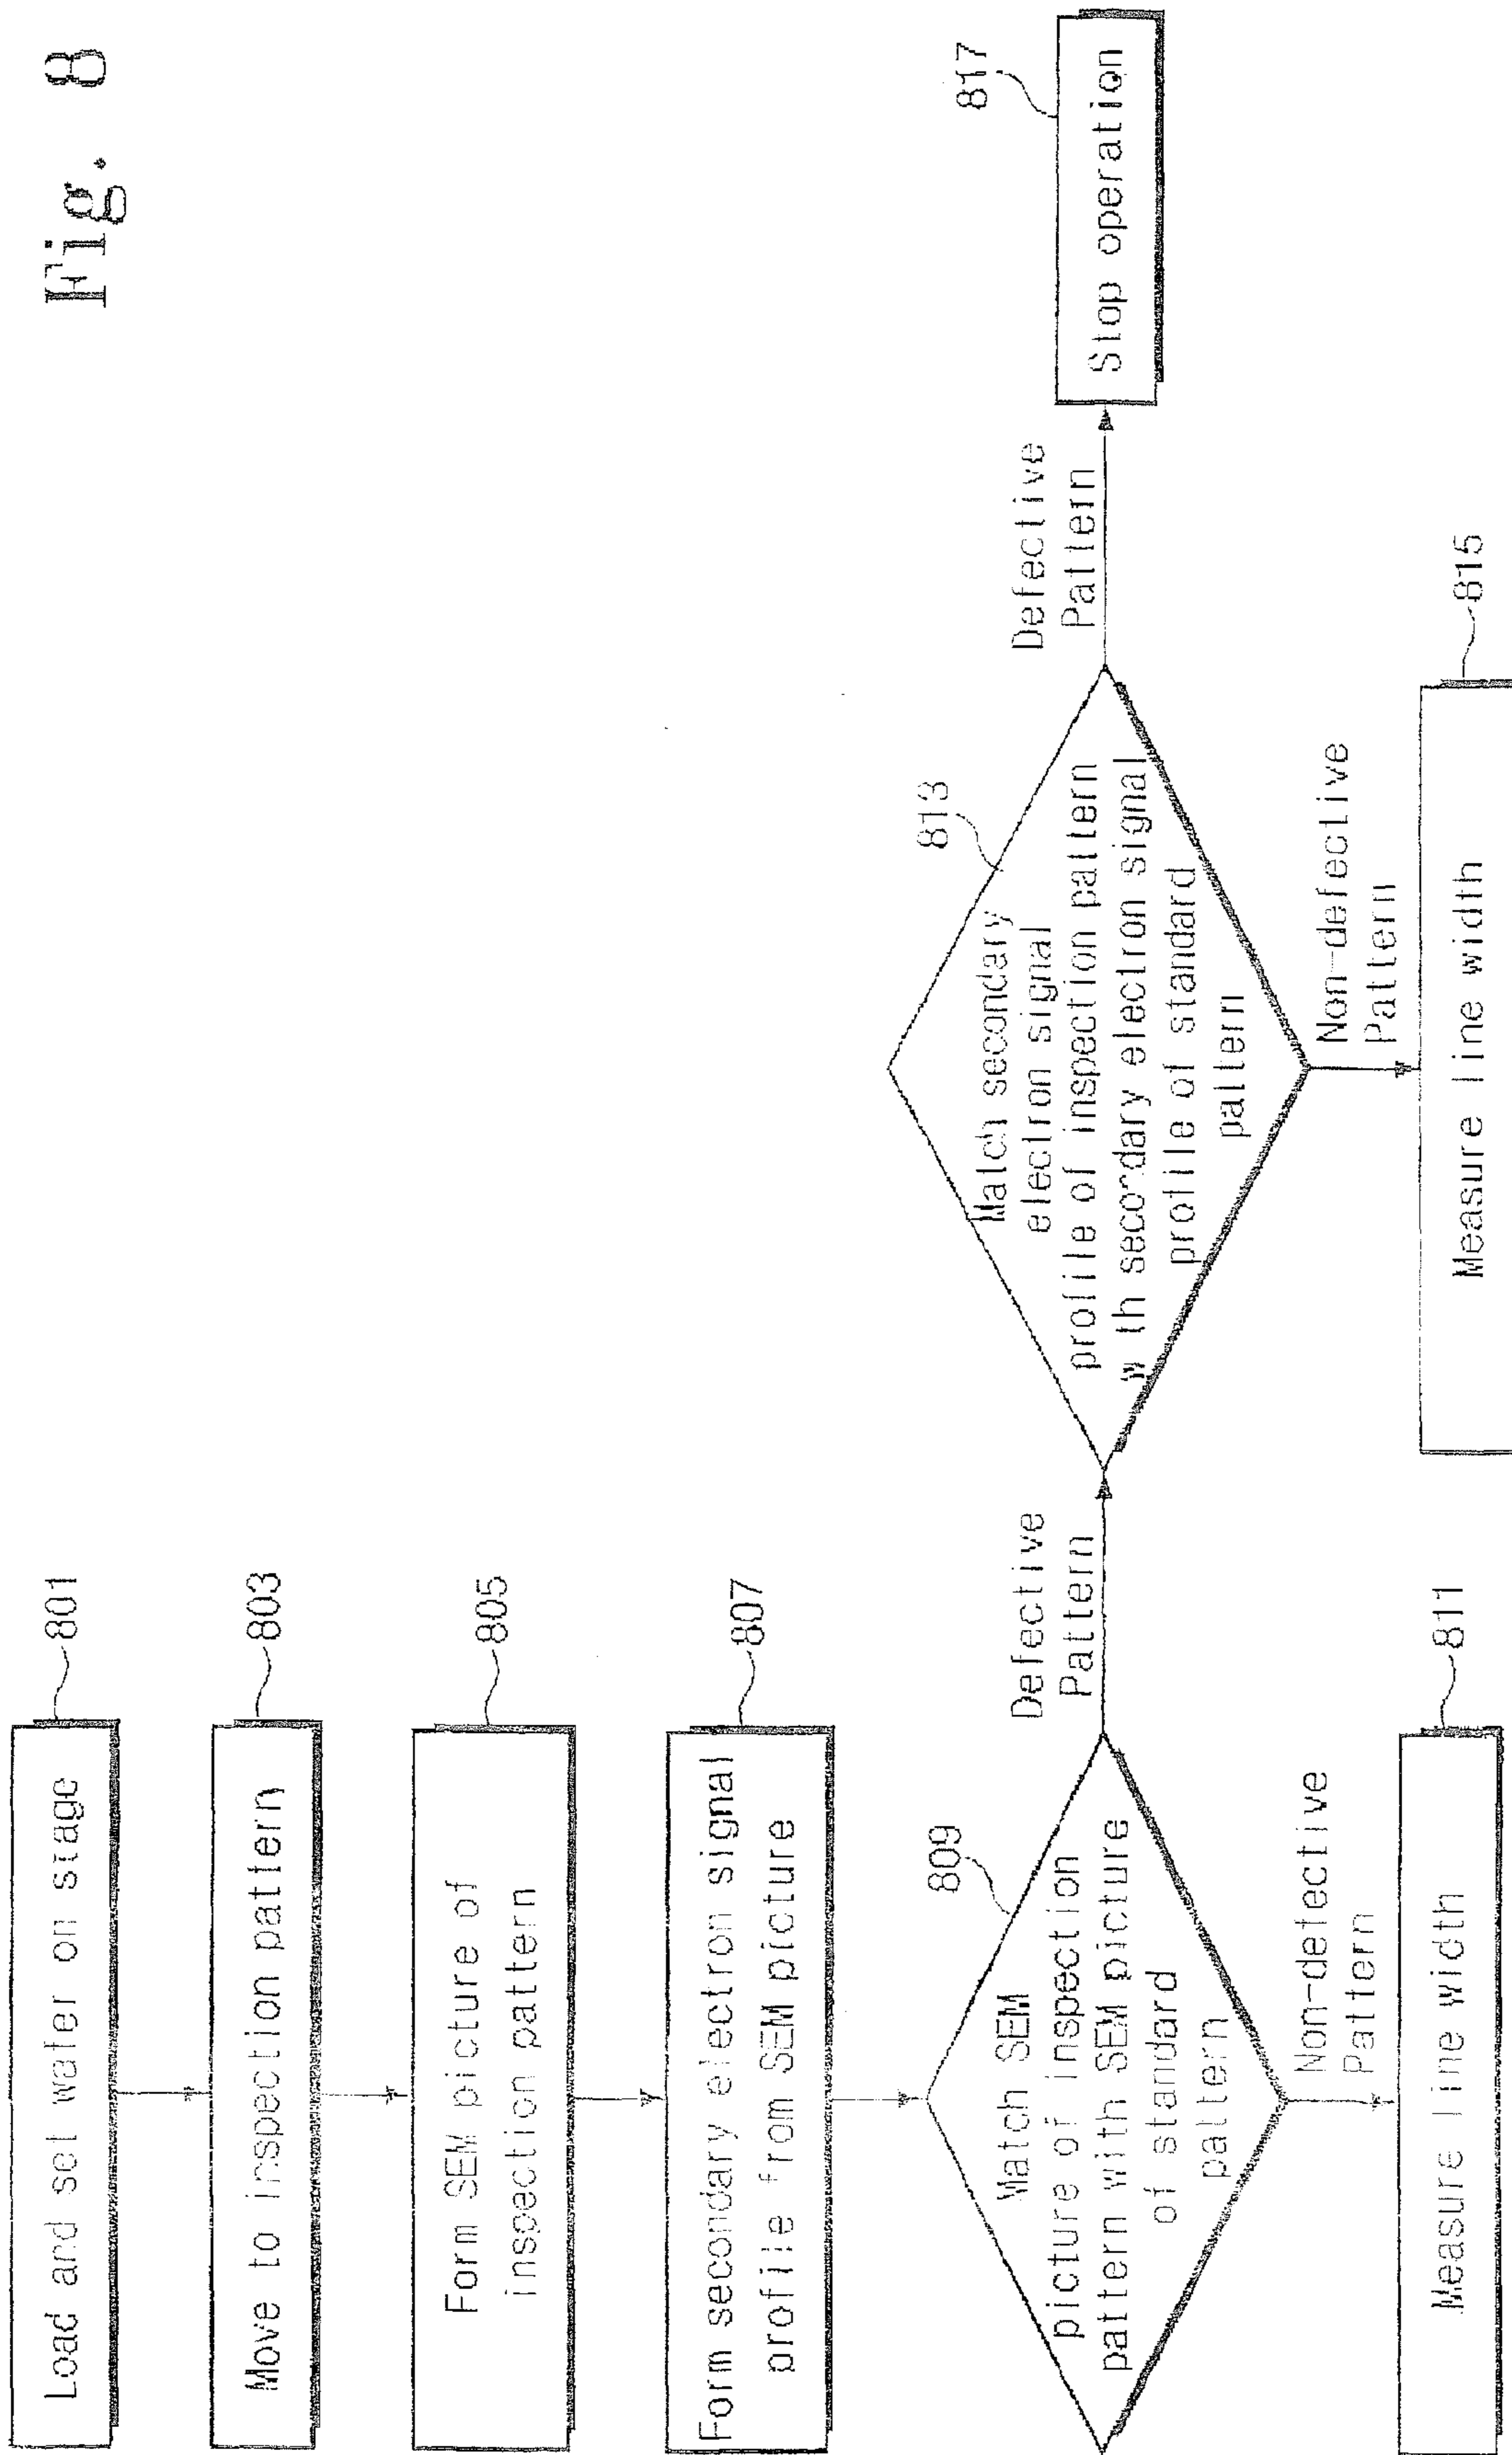 Fig. 8
Load and set wafer on stage
801
Move to inspection pattern
803
Form SEM picture of
inspection pattern
805
Form secondary electron signal
profile from SEM picture
807
Match SEM
picture of inspection
pattern with SEM picture
of standard
pattern
809
Defective
Pattern
Non-defective
Pattern
Measure line width
811
Match secondary
electron signal
profile of inspection pattern
w th secondary electron signal
profile of standard
pattern
813
Defective
Pattern
Non-defective
Pattern
Measure line width
815
Stop operation
817